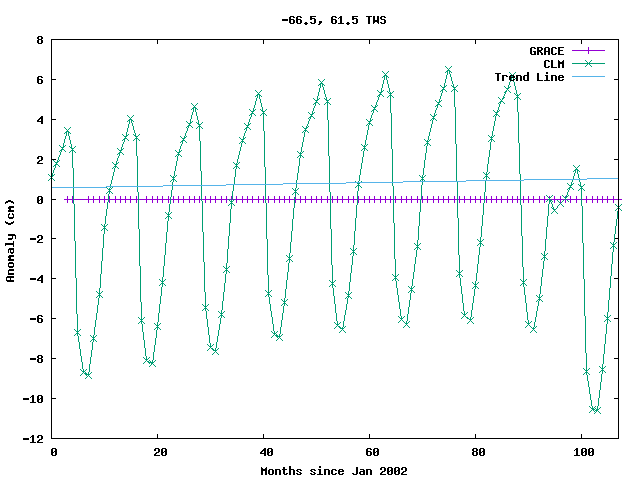 -66.5, 61.5 TWS
GRACE
CLM
Trend Line
8
6
4
2
0
-2
-4
-6
-8
-10
-12
Anomaly (cm)
0 20 40 60 80 100
Months since Jan 2002